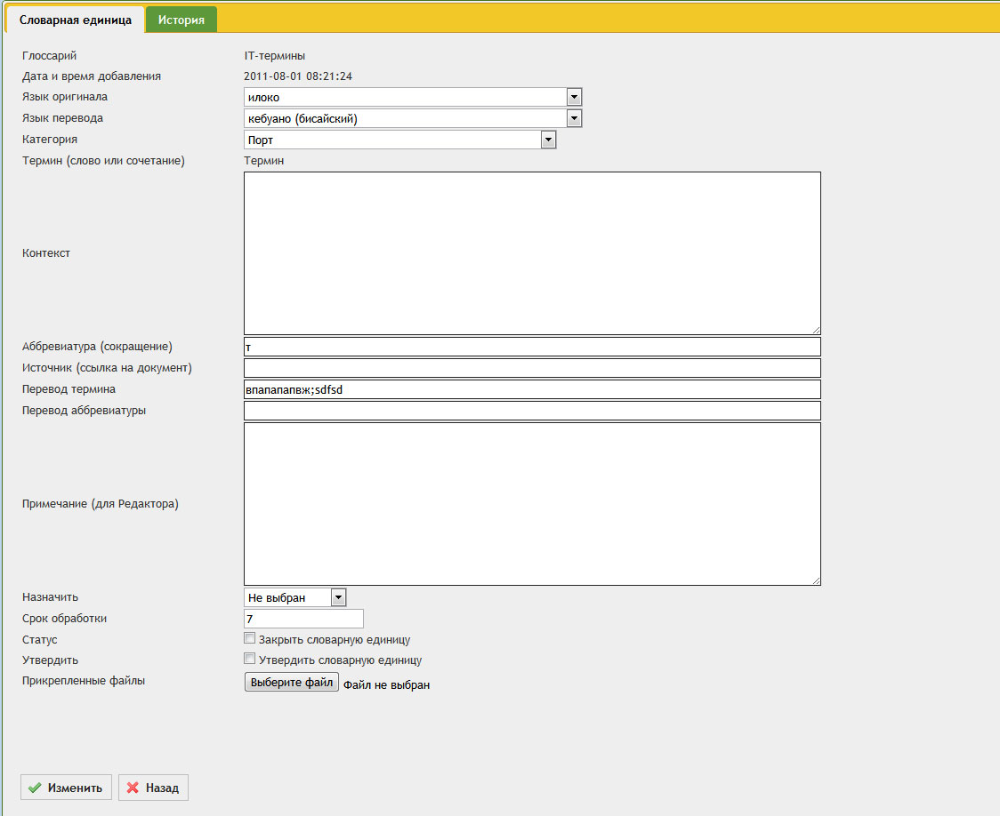 Словарная единица История
Глоссарий IT-термины
Дата и время добавления 2011-08-01 08:21:24
Язык оригинала илоко
Язык перевода кебуано (бисайский)
Категория Порт
Термин (слово или сочетание) Термин
Контекст
Аббревиатура (сокращение) т
Источник (ссылка на документ)
Перевод термина впапапапвж;sdfsd
Перевод аббревиатуры
Примечание (для Редактора)
Назначить Не выбран
Срок обработки 7
Статус Закрыть словарную единицу
Утвердить Утвердить словарную единицу
Прикрепленные файлы Выберите файл Файл не выбран
Изменить Назад